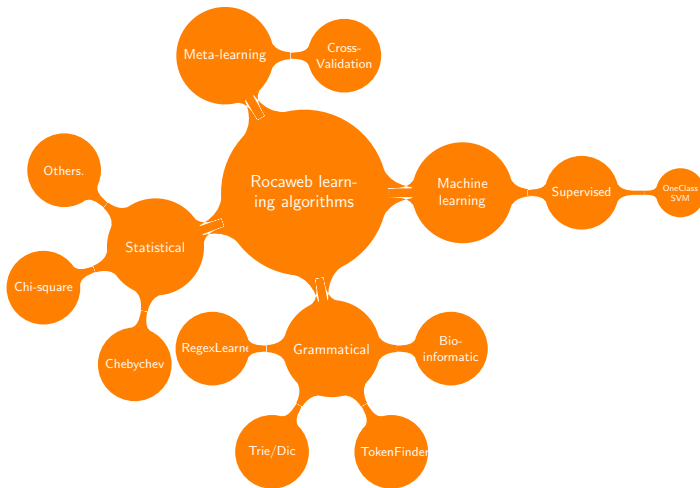 Meta-learning
Cross-
Validation
Others.
Rocaweb learn-
ing algorithms
Machine
learning
Supervised
OneClass
SVM
Statistical
Chi-square
Chebychev
RegexLearne
Grammatical
Bio-
informatic
Trie/Dic
TokenFinder